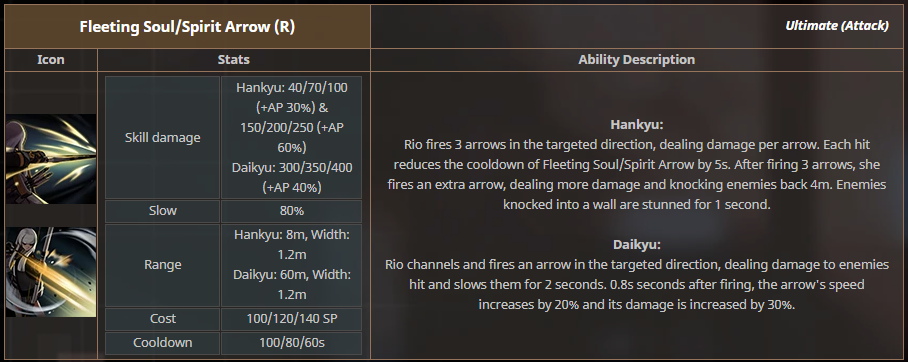 Fleeting Soul/Spirit Arrow (R)
Ultimate (Attack)
Icon
Stats
Ability Description
Skill damage
Hankyu: 40/70/100
(+AP 30%) &
150/200/250 (+AP
60%)
Daikyu: 300/350/400
(+AP 40%)
Slow
80%
Range
Hankyu: 8m, Width:
1.2m
Daikyu: 60m, Width:
1.2m
Cost
100/120/140 SP
Cooldown
100/80/60s
Hankyu:
Rio fires 3 arrows in the targeted direction, dealing damage per arrow. Each hit
reduces the cooldown of Fleeting Soul/Spirit Arrow by 5s. After firing 3 arrows, she
fires an extra arrow, dealing more damage and knocking enemies back 4m. Enemies
knocked into a wall are stunned for 1 second.
Daikyu:
Rio channels and fires an arrow in the targeted direction, dealing damage to enemies
hit and slows them for 2 seconds. 0.8s seconds after firing, the arrow's speed
increases by 20% and its damage is increased by 30%.